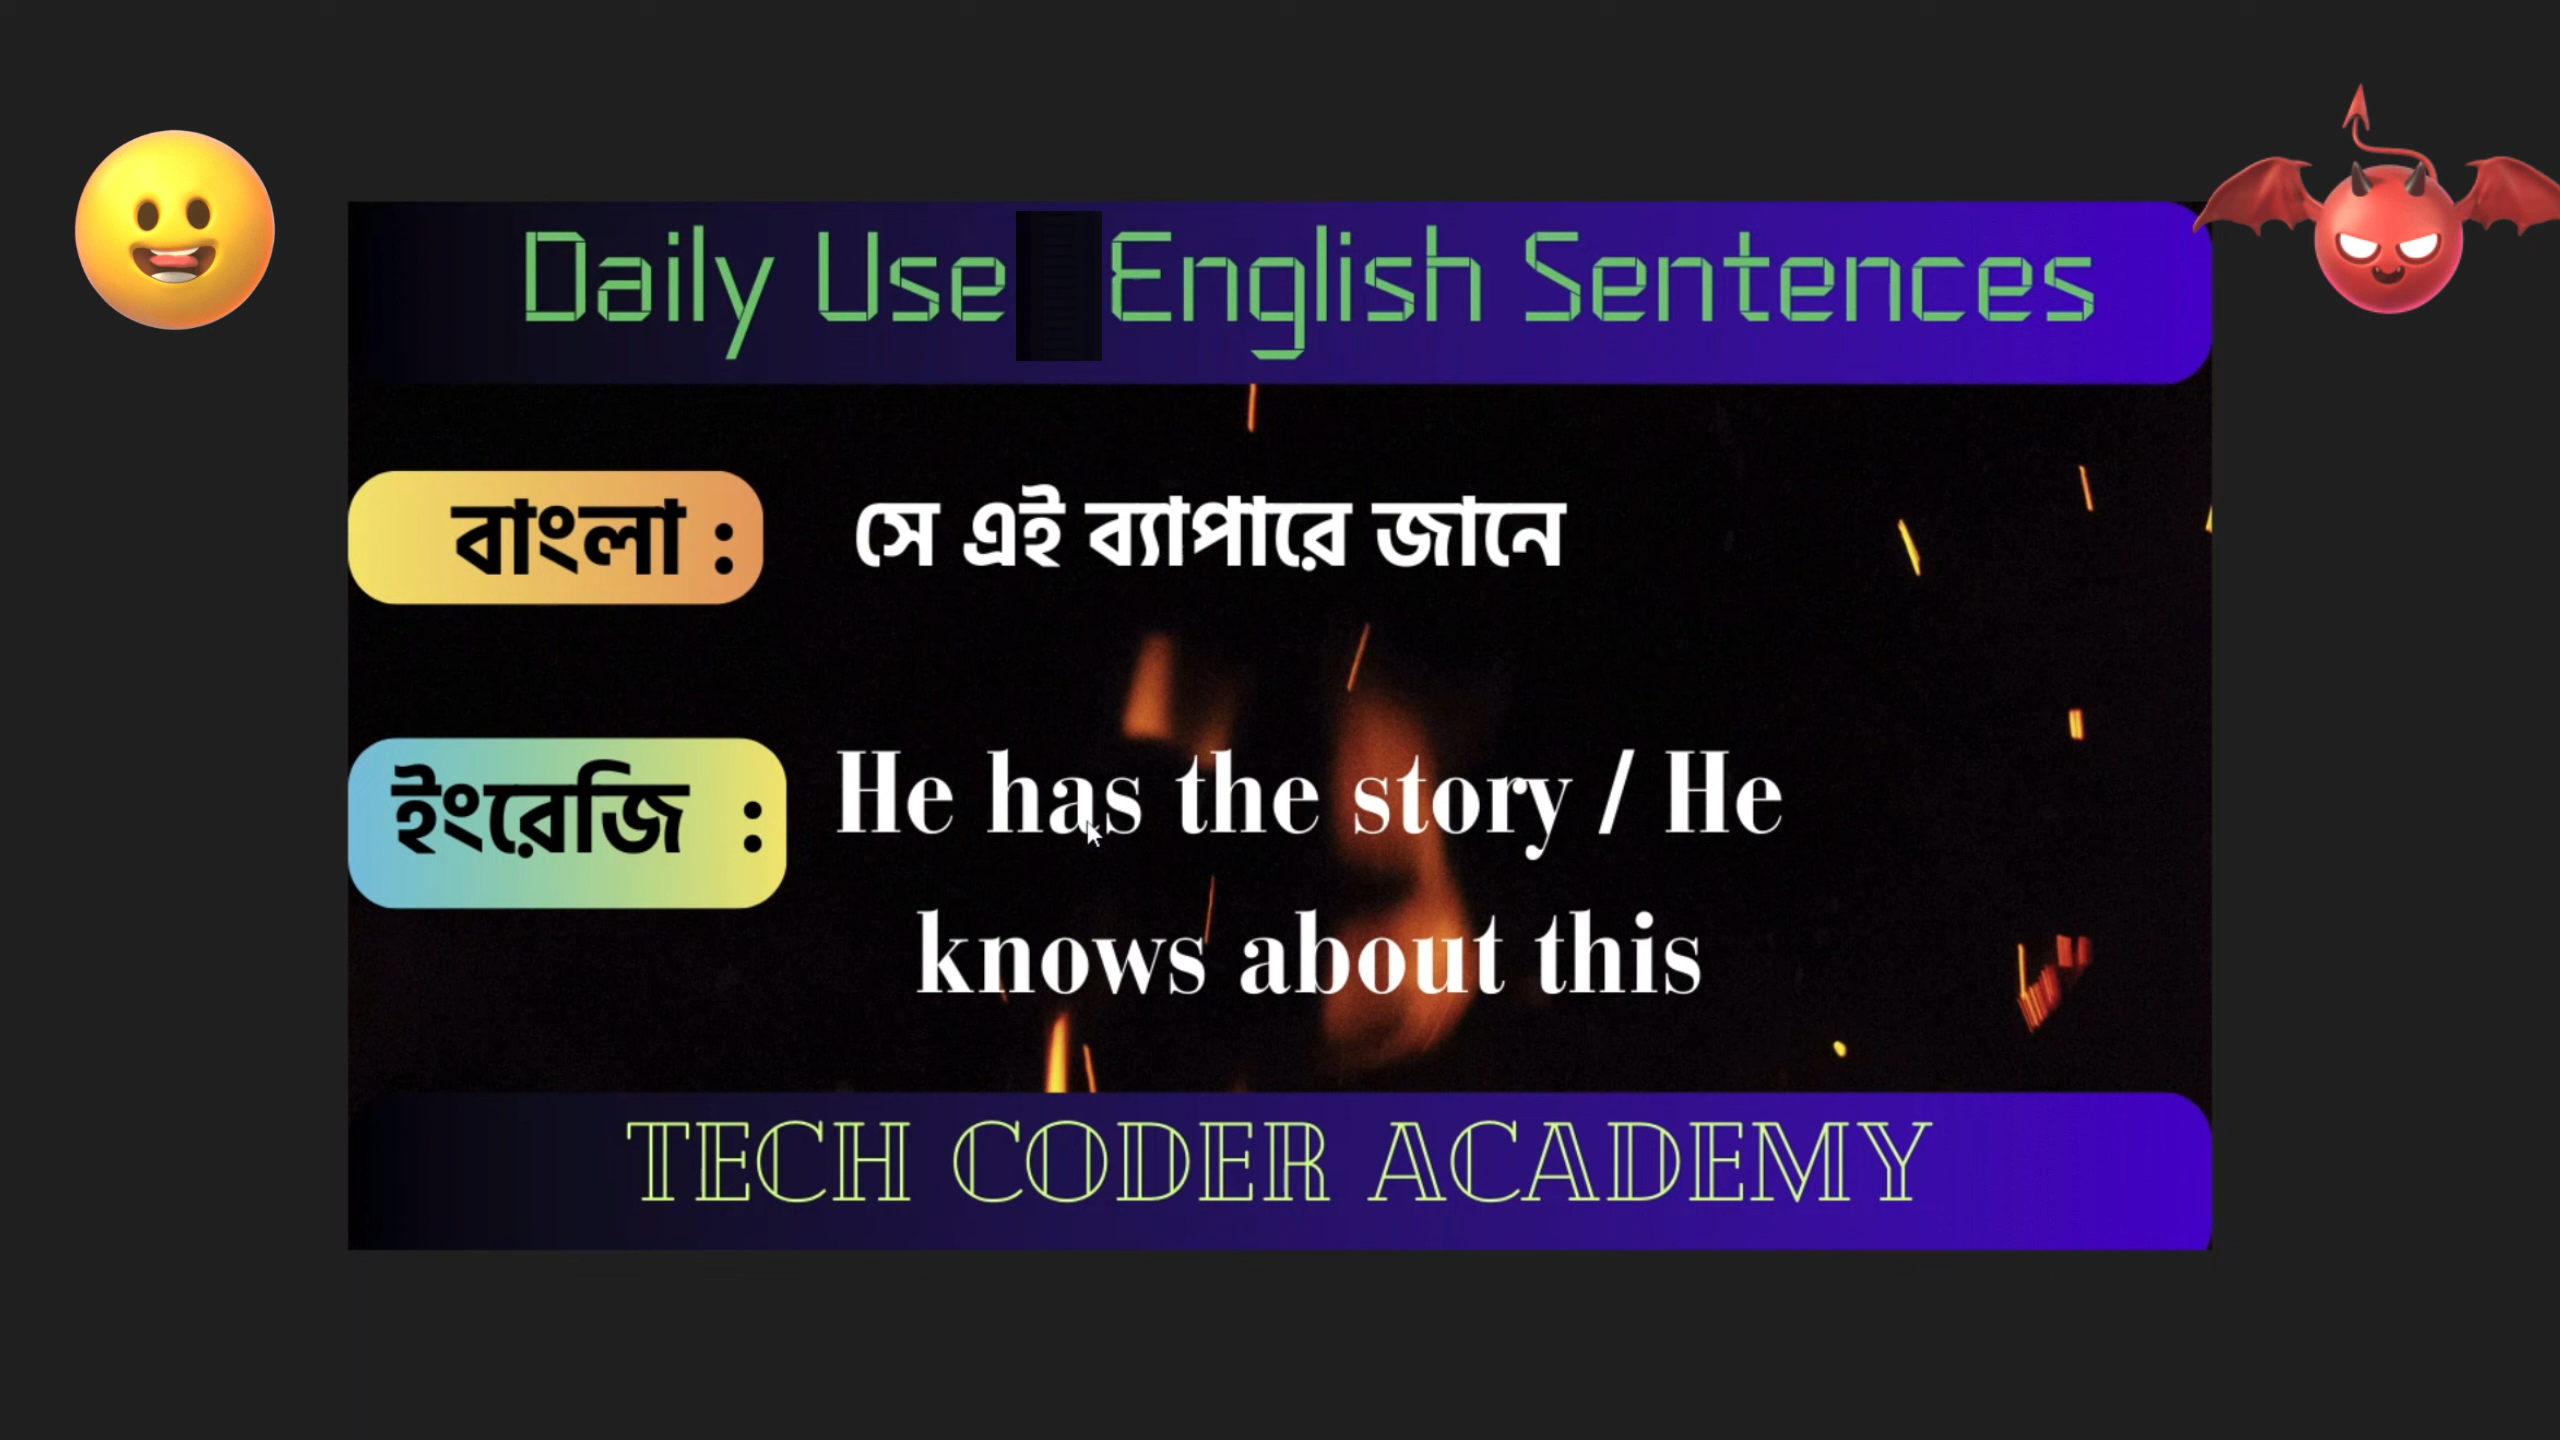 Daily Use English Sentences
বাংলা : সে এই ব্যাপারে জানে
ইংরেজি : He has the story / He
knows about this
TECH CODER ACADEMY